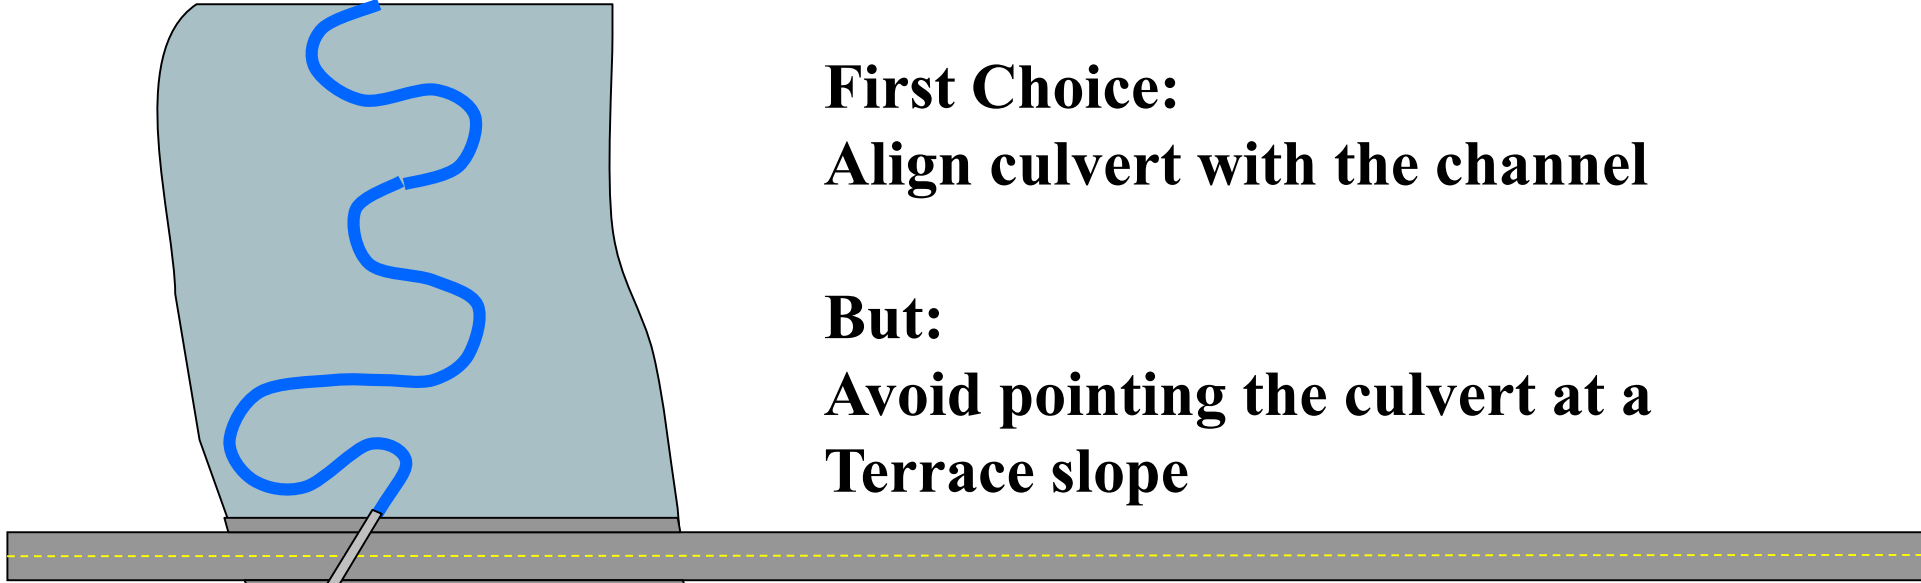 First Choice:
Align culvert with the channel
But:
Avoid pointing the culvert at a
Terrace slope